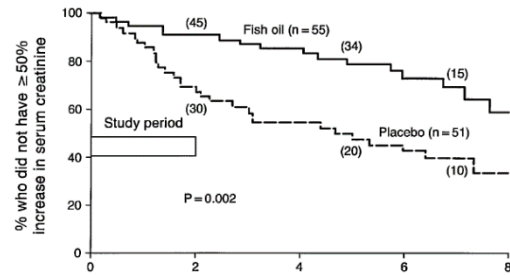 % who did not have ≥ 50%
increase in serum creatinine
100
80
60
40
20
0
(45)
Fish oil (n = 55)
(34)
(15)
(30)
Study period
Placebo (n = 51)
(20)
(10)
P = 0.002
0
2
4
6
8